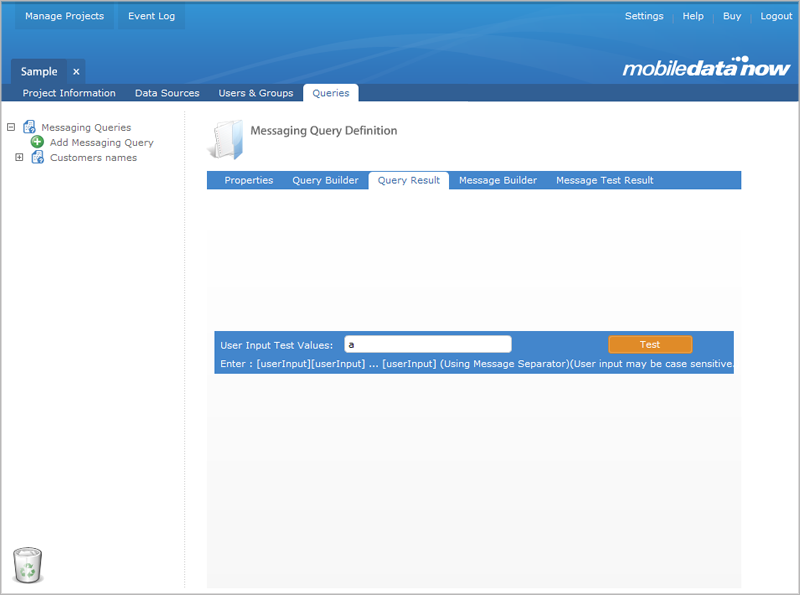 Manage Projects Event Log Settings Help Buy Logout
Sample x
mobiledatanow
Project Information Data Sources Users & Groups Queries
Messaging Queries
Add Messaging Query
Customers names
Messaging Query Definition
Properties Query Builder Query Result Message Builder Message Test Result
User Input Test Values: a Test
Enter : [userInput][userInput] ... [userInput] (Using Message Separator)(User input may be case sensitive.